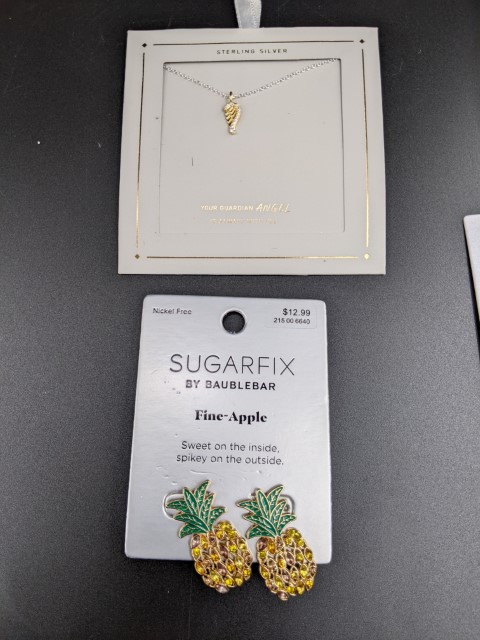 STERLING SILVER
YOUR GUARDIAN ANGEL
Nickel Free
$12.99
215 00 6640
SUGARFIX
BY BAUBLEBAR
Fine-Apple
Sweet on the inside,
spikey on the outside.